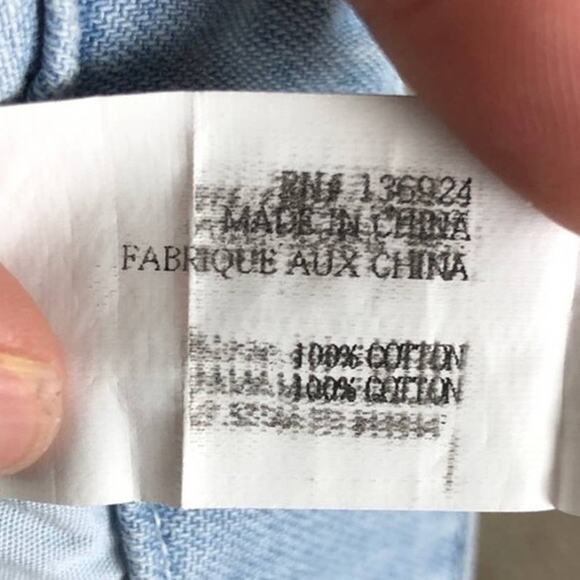 RN# 136924
MADE IN CHINA
FABRIQUE AUX CHINA
100% COTTON
100% COTTON